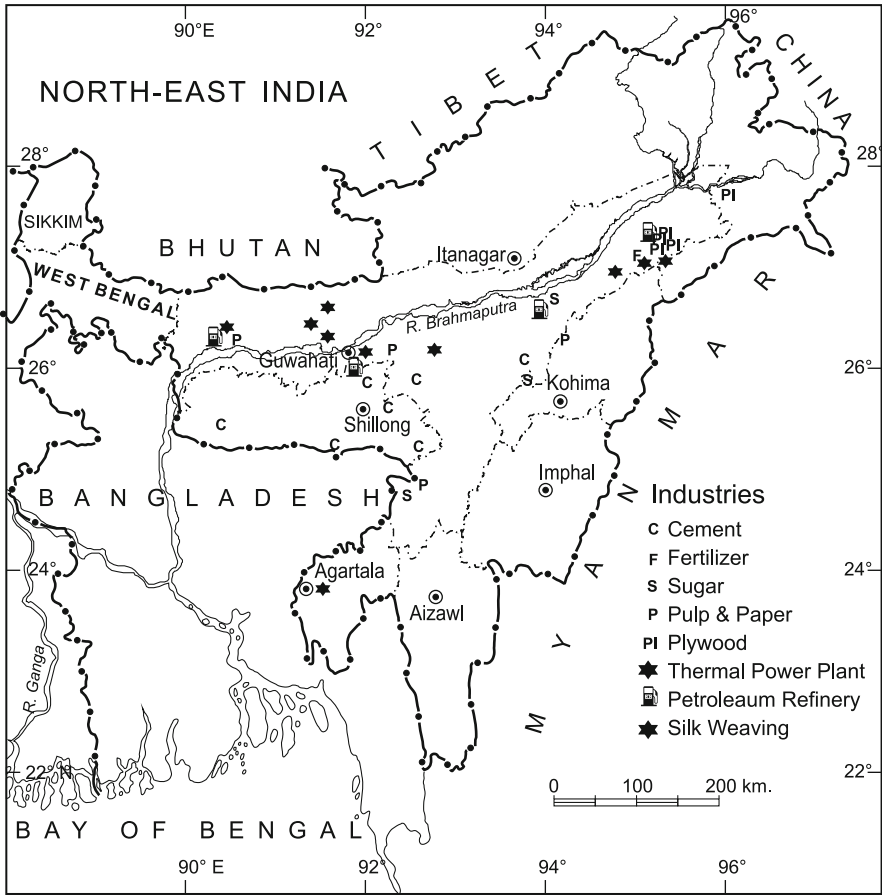 90°E 92° 94° 96°
NORTH-EAST INDIA
TIBET
CHINA
28° 28°
SIKKIM
BHUTAN
Itanagar
WEST BENGAL
PI
PI
PI
PI
PI
F
S
R. Brahmaputra
P
Guwahati
P
P
26° 26°
C
C
C
S
Kohima
C
C
Shillong
C
C
P
S
BANGLADESH
Imphal
MYANMAR
Industries
C Cement
F Fertilizer
S Sugar
P Pulp & Paper
PI Plywood
Thermal Power Plant
Petroleaum Refinery
Silk Weaving
24° 24°
Agartala
Aizawl
R. Ganga
22° N 22°
0 100 200 km.
BAY OF BENGAL
90° E 92° 94° 96°